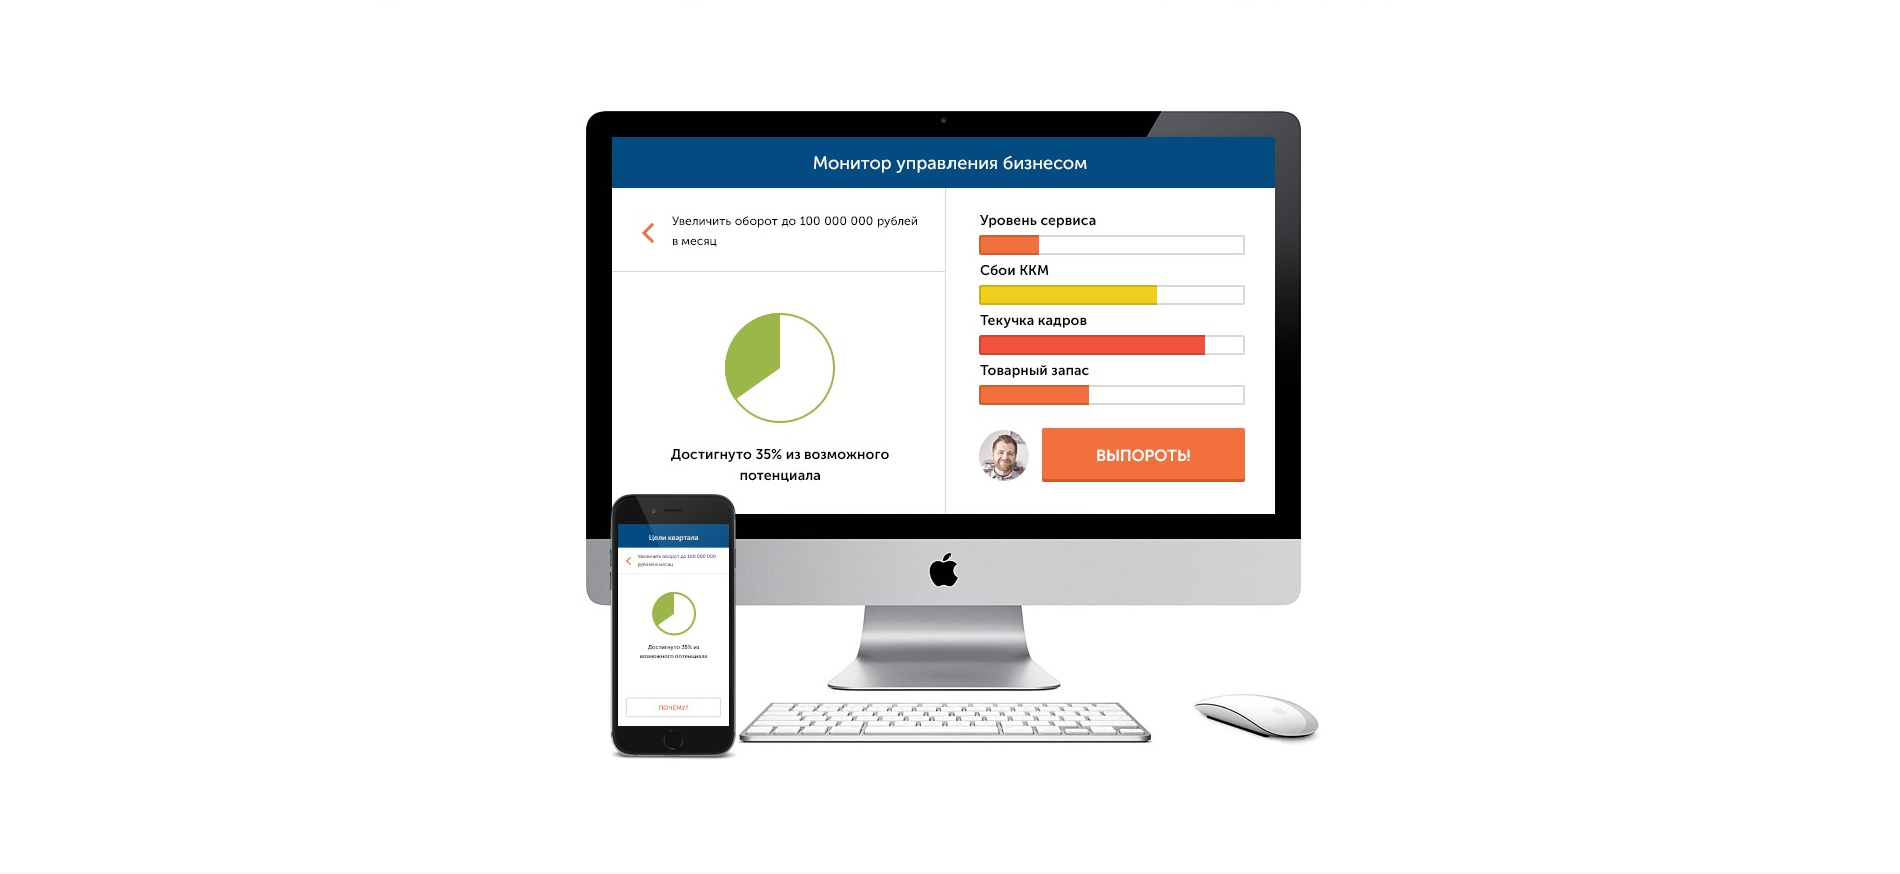 Монитор управления бизнесом
Увеличить оборот до 100 000 000 рублей
в месяц
Достигнуто 35% из возможного
потенциала
Уровень сервиса
Сбои ККМ
Текучка кадров
Товарный запас
ВЫПОРОТЬ!
Цели квартала
Увеличить оборот до 100 000 000
рублей в месяц
Достигнуто 35% из
возможного потенциала
ПОЧЕМУ?